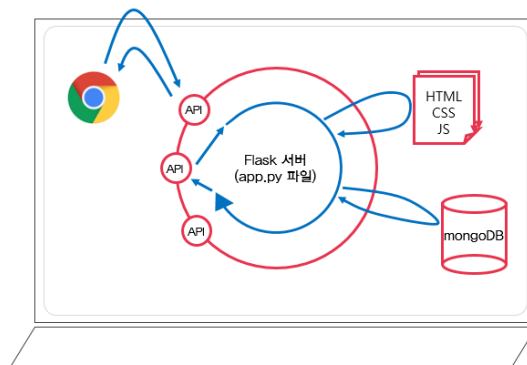 API
API
API
Flask 서버
(app.py 파일)
HTML
CSS
JS
mongoDB